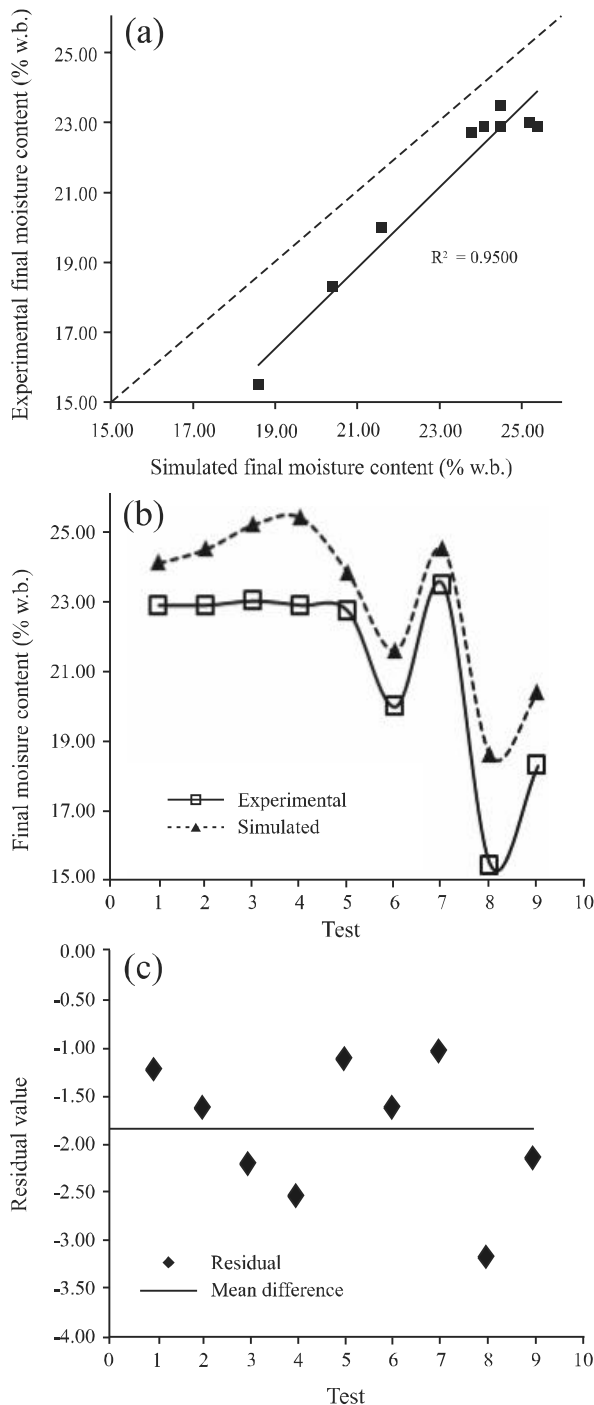 (a)
Experimental final moisture content (% w.b.)
25.00
23.00
21.00
19.00
17.00
15.00
R² = 0.9500
15.00 17.00 19.00 21.00 23.00 25.00
Simulated final moisture content (% w.b.)
(b)
Final moisure content (% w.b.)
25.00
23.00
21.00
19.00
17.00
15.00
Experimental
Simulated
0 1 2 3 4 5 6 7 8 9 10
Test
(c)
Residual value
0.00
-0.50
-1.00
-1.50
-2.00
-2.50
-3.00
-3.50
-4.00
Residual
Mean difference
0 1 2 3 4 5 6 7 8 9 10
Test